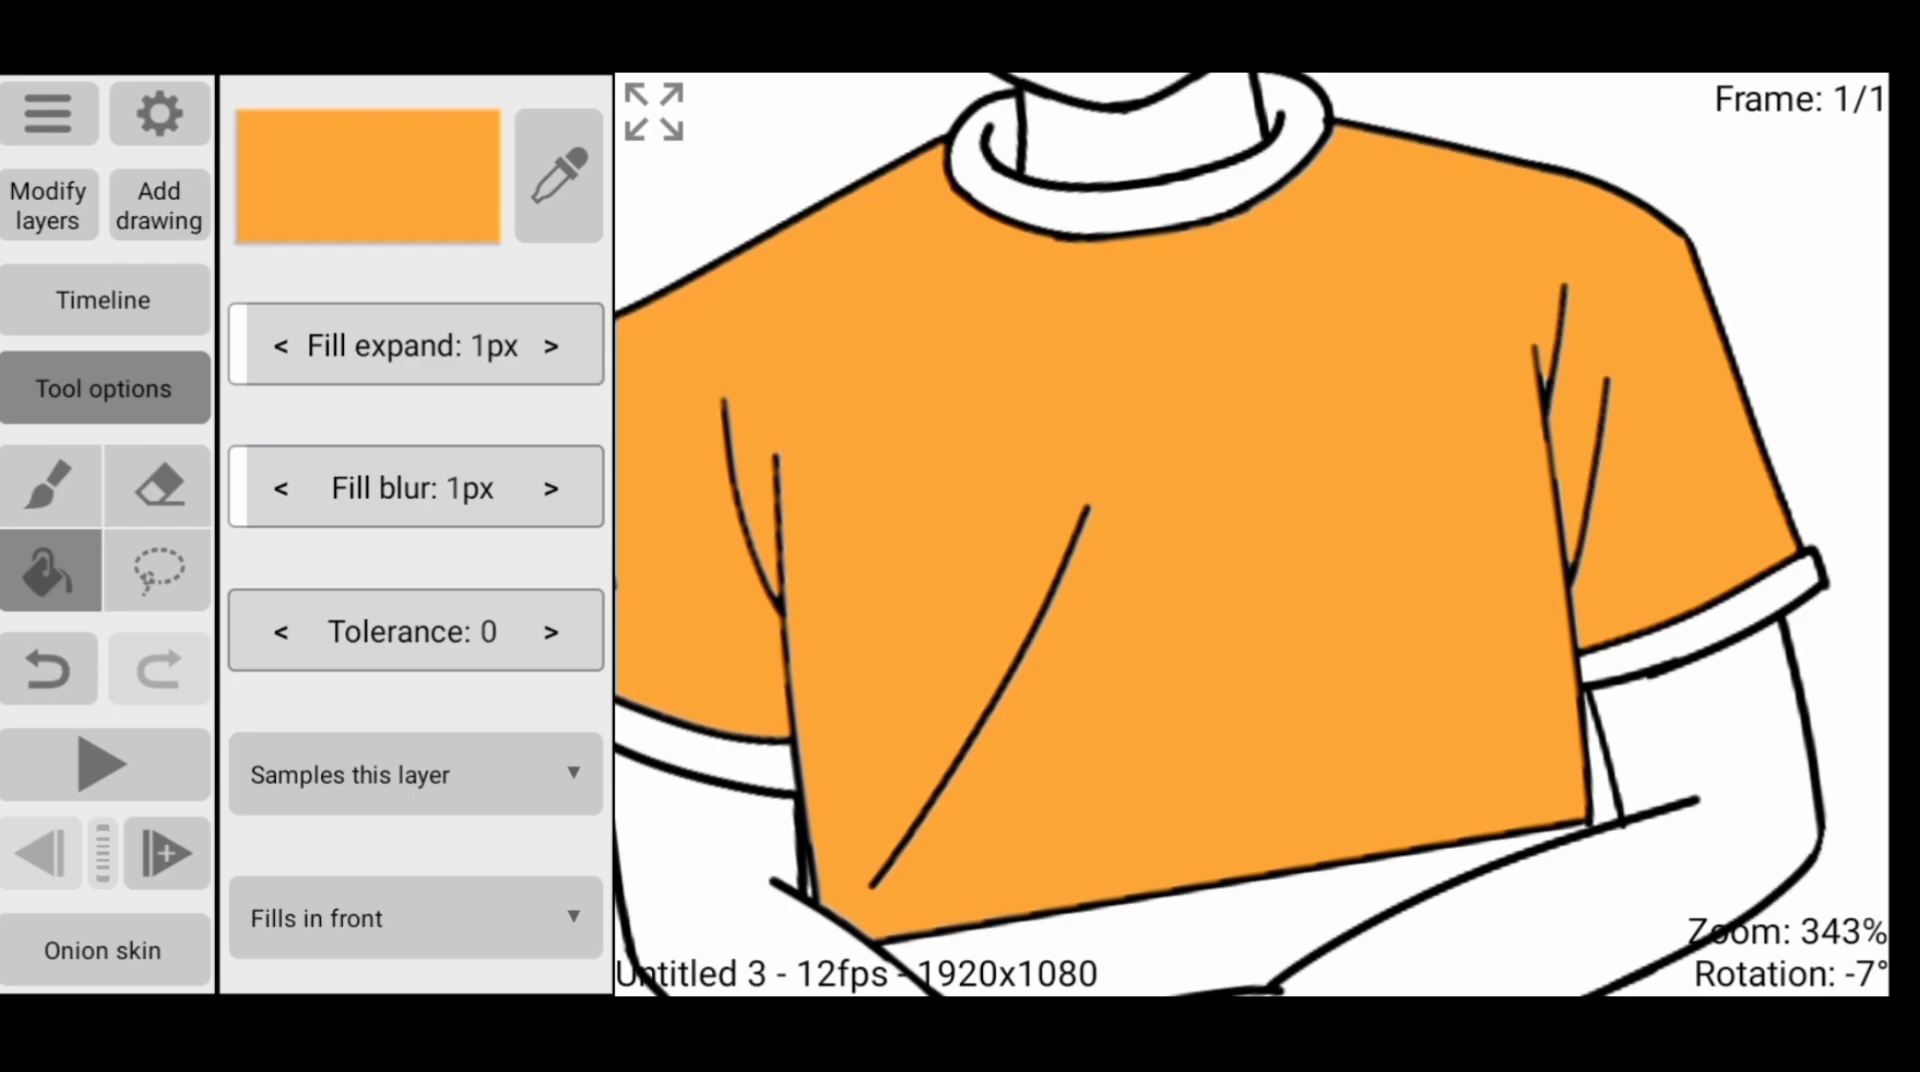 Modify
layers
Add
drawing
Timeline
Tool options
Onion skin
< Fill expand: 1px >
< Fill blur: 1px >
< Tolerance: 0 >
Samples this layer
Fills in front
Frame: 1/1
Zoom: 343%
Rotation: -7°
Untitled 3 - 12fps - 1920x1080